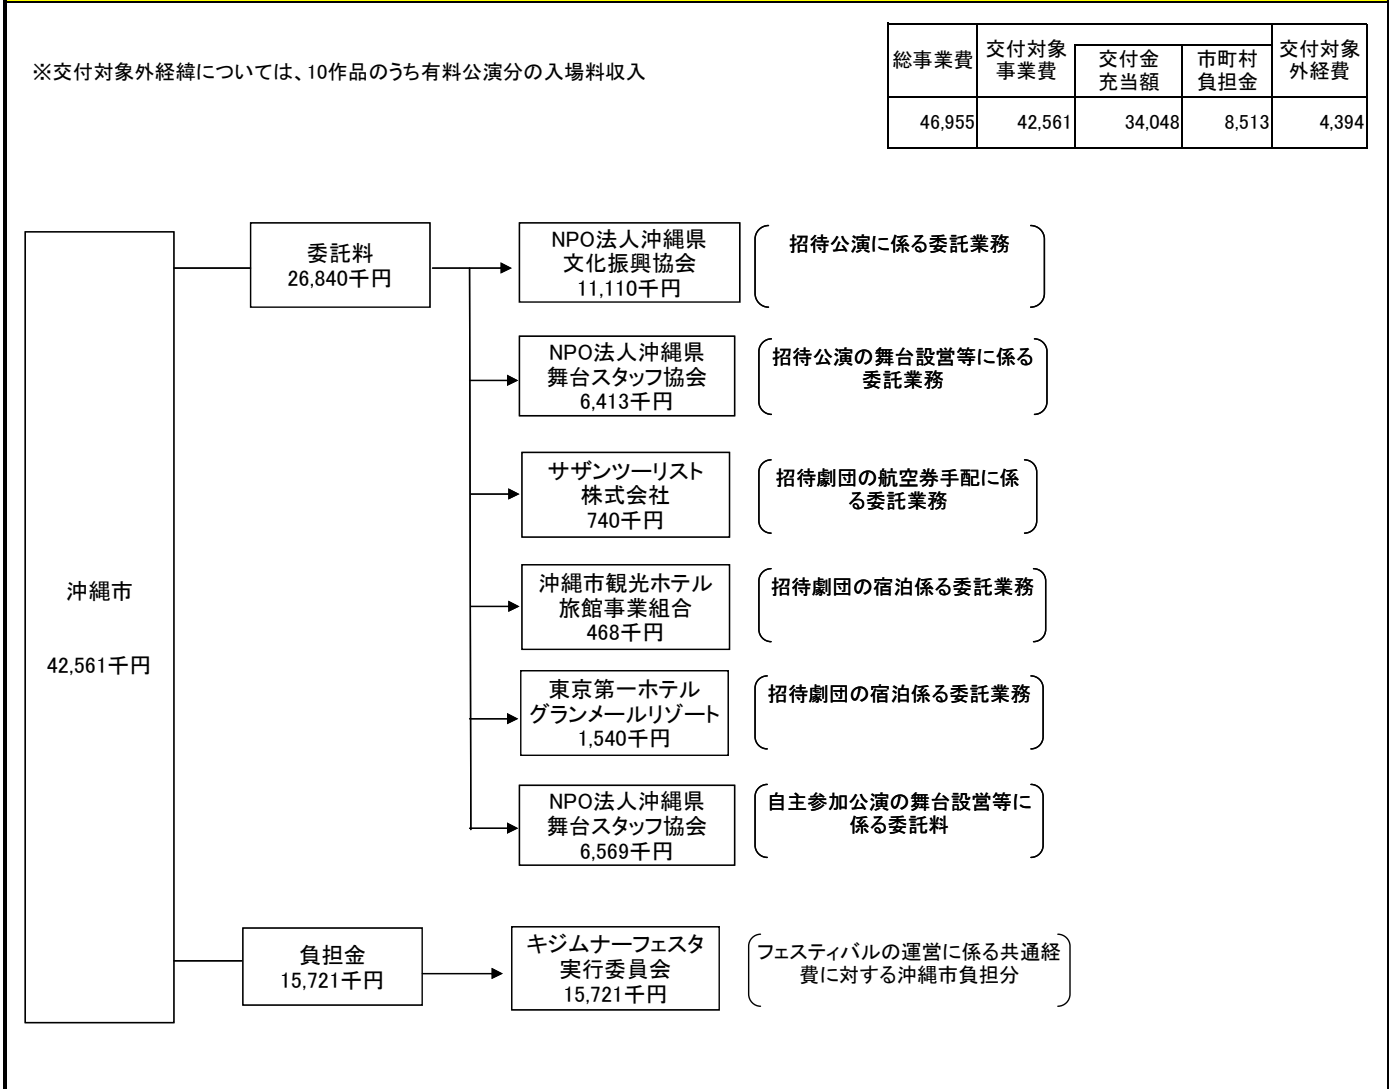 ※交付対象外経緯については、10作品のうち有料公演分の入場料収入
総事業費
交付対象
事業費
交付金
充当額
市町村
負担金
交付対象
外経費
46,955
42,561
34,048
8,513
4,394
沖縄市
42,561千円
委託料
26,840千円
NPO法人沖縄県
文化振興協会
11,110千円
招待公演に係る委託業務
NPO法人沖縄県
舞台スタッフ協会
6,413千円
招待公演の舞台設営等に係る
委託業務
サザンツーリスト
株式会社
740千円
招待劇団の航空券手配に係
る委託業務
沖縄市観光ホテル
旅館事業組合
468千円
招待劇団の宿泊係る委託業務
東京第一ホテル
グランメールリゾート
1,540千円
招待劇団の宿泊係る委託業務
NPO法人沖縄県
舞台スタッフ協会
6,569千円
自主参加公演の舞台設営等に
係る委託料
負担金
15,721千円
キジムナーフェスタ
実行委員会
15,721千円
フェスティバルの運営に係る共通経
費に対する沖縄市負担分